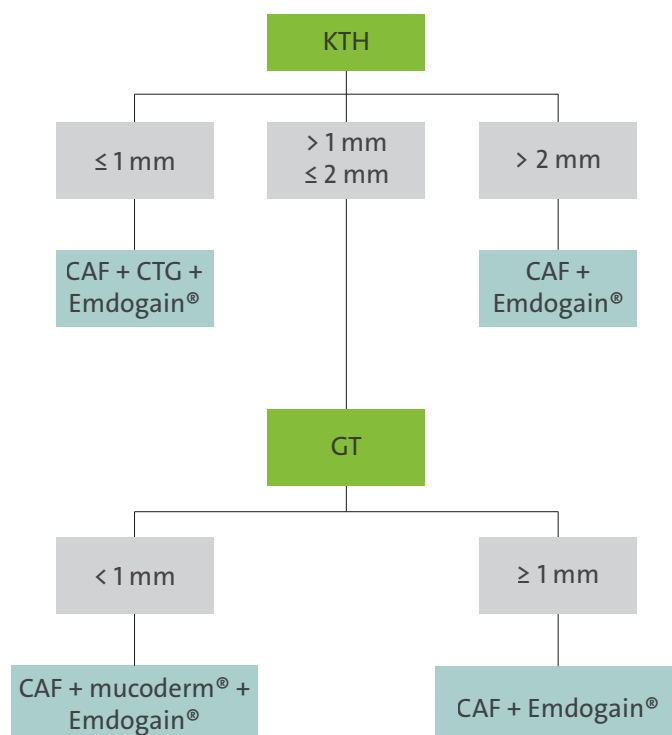 KTH
≤ 1 mm
> 1 mm
≤ 2 mm
> 2 mm
CAF + CTG +
Emdogain®
CAF +
Emdogain®
GT
< 1 mm
≥ 1 mm
CAF + mucoderm® +
Emdogain®
CAF + Emdogain®